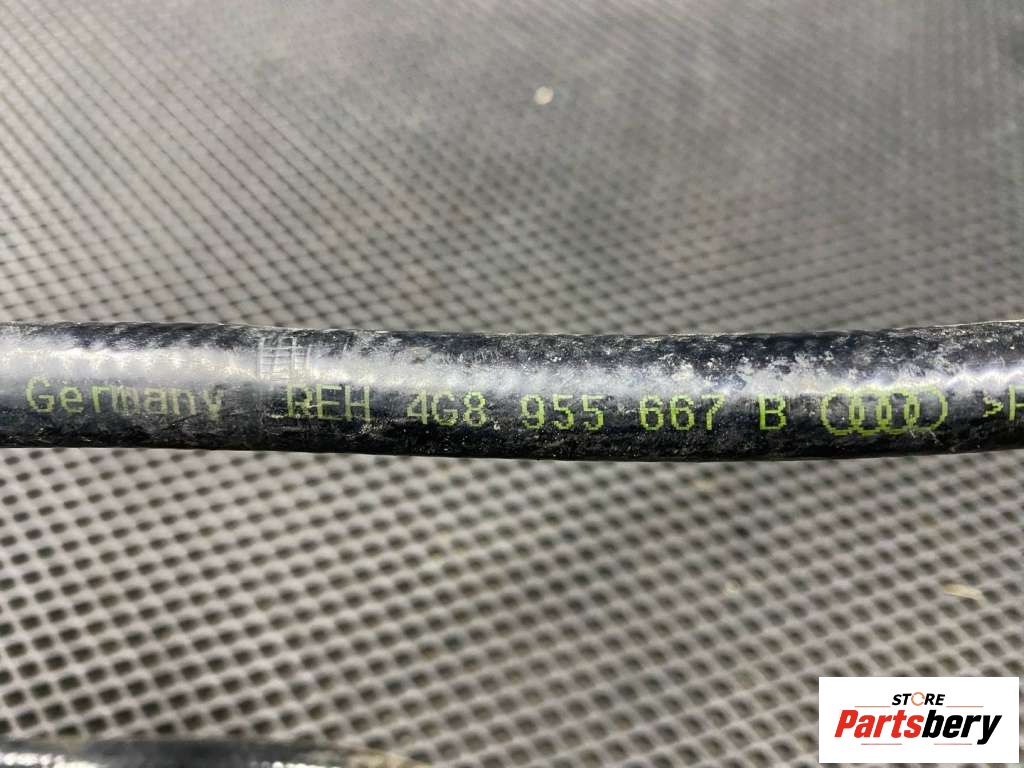 Germany REH 4G8 955 667 B >H
STORE
Partsbery